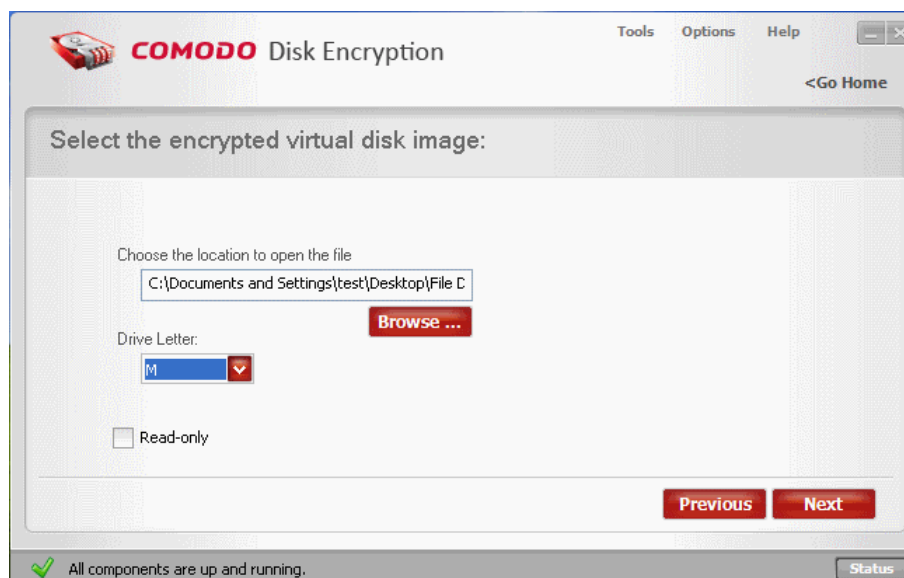 Tools Options Help
COMODO Disk Encryption
<Go Home
Select the encrypted virtual disk image:
Choose the location to open the file
C:\Documents and Settings\test\Desktop\File D
Browse ...
Drive Letter:
M
Read-only
Previous Next
All components are up and running. Status